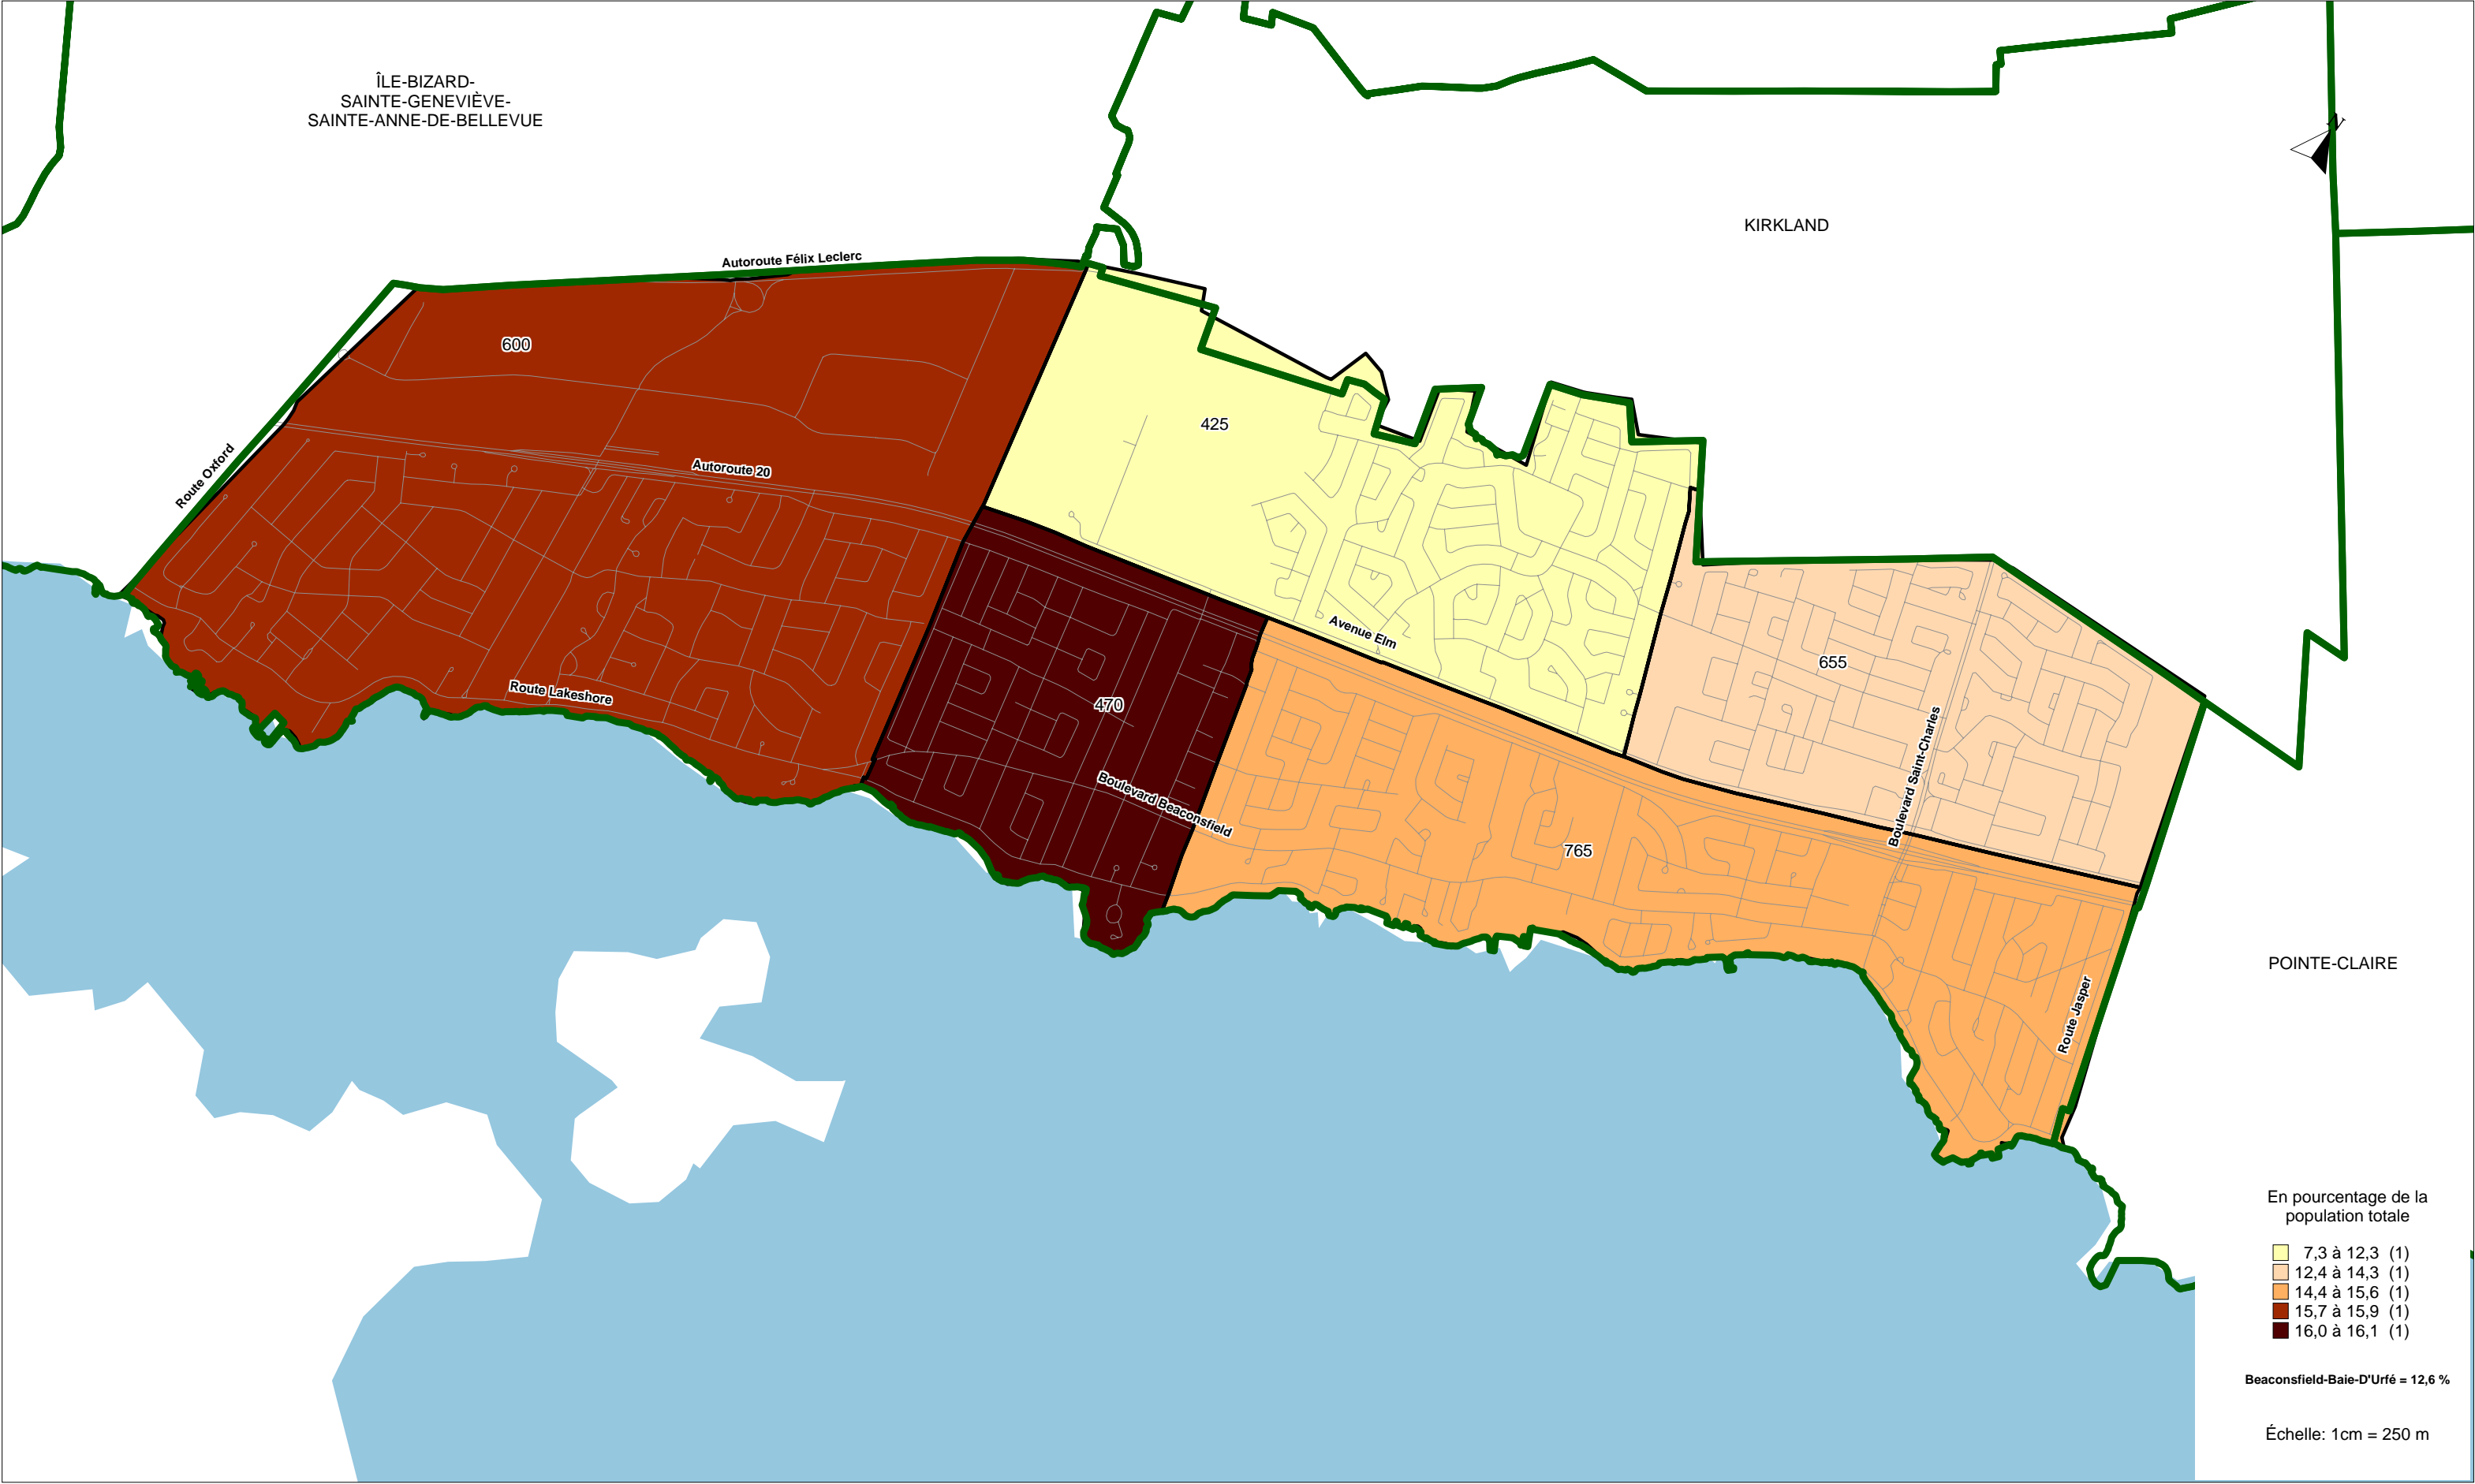 ÎLE-BIZARD-
SAINTE-GENEVIÈVE-
SAINTE-ANNE-DE-BELLEVUE
N
KIRKLAND
Autoroute Félix Leclerc
600
425
Route Oxford
Autoroute 20
Avenue Elm
655
Route Lakeshore
470
Boulevard Saint-Charles
Boulevard Beaconsfield
765
POINTE-CLAIRE
Route Jasper
En pourcentage de la
population totale
7,3 à 12,3 (1)
12,4 à 14,3 (1)
14,4 à 15,6 (1)
15,7 à 15,9 (1)
16,0 à 16,1 (1)
Beaconsfield-Baie-D'Urfé = 12,6 %
Échelle: 1cm = 250 m